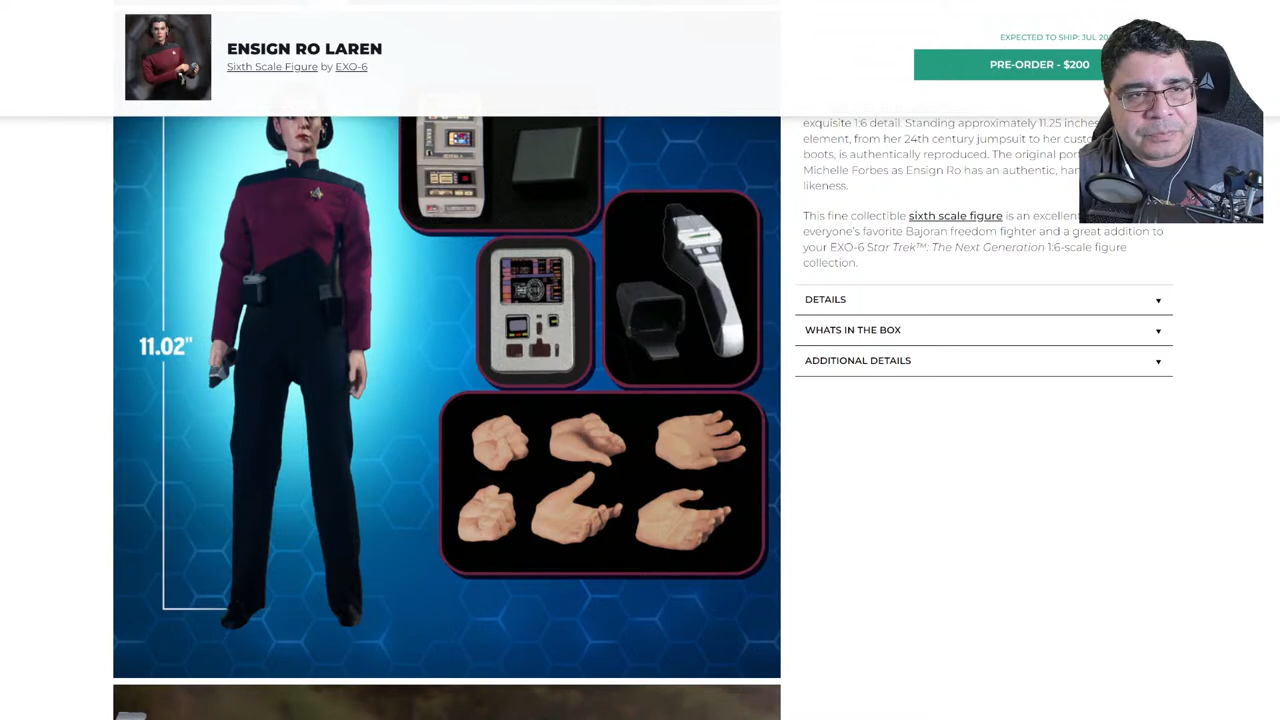 ENSIGN RO LAREN
Sixth Scale Figure by EXO-6
EXPECTED TO SHIP: JUL
PRE-ORDER - $200
exquisite 1:6 detail. Standing approximately 11.25 inches
element, from her 24th century jumpsuit to her
boots, is authentically reproduced. The original
Michelle Forbes as Ensign Ro has an authentic,
likeness.
This fine collectible sixth scale figure is an
everyone's favorite Bajoran freedom fighter and a great addition to
your EXO-6 Star Trek™: The Next Generation 1:6-scale figure
collection.
DETAILS
WHATS IN THE BOX
ADDITIONAL DETAILS
11.02"